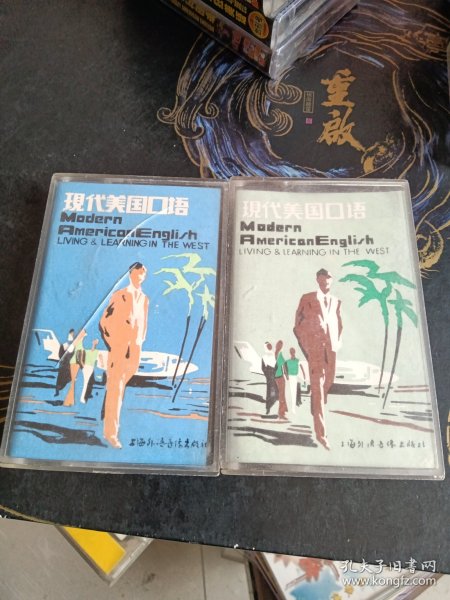 重
啟
現代美国口语
Modern
American English
LIVING & LEARNING IN THE WEST
上海外语音像出版社
現代美国口语
Modern
American English
LIVING & LEARNING IN THE WEST
上海外语音像出版社
孔夫子旧书网
www.kongfz.com